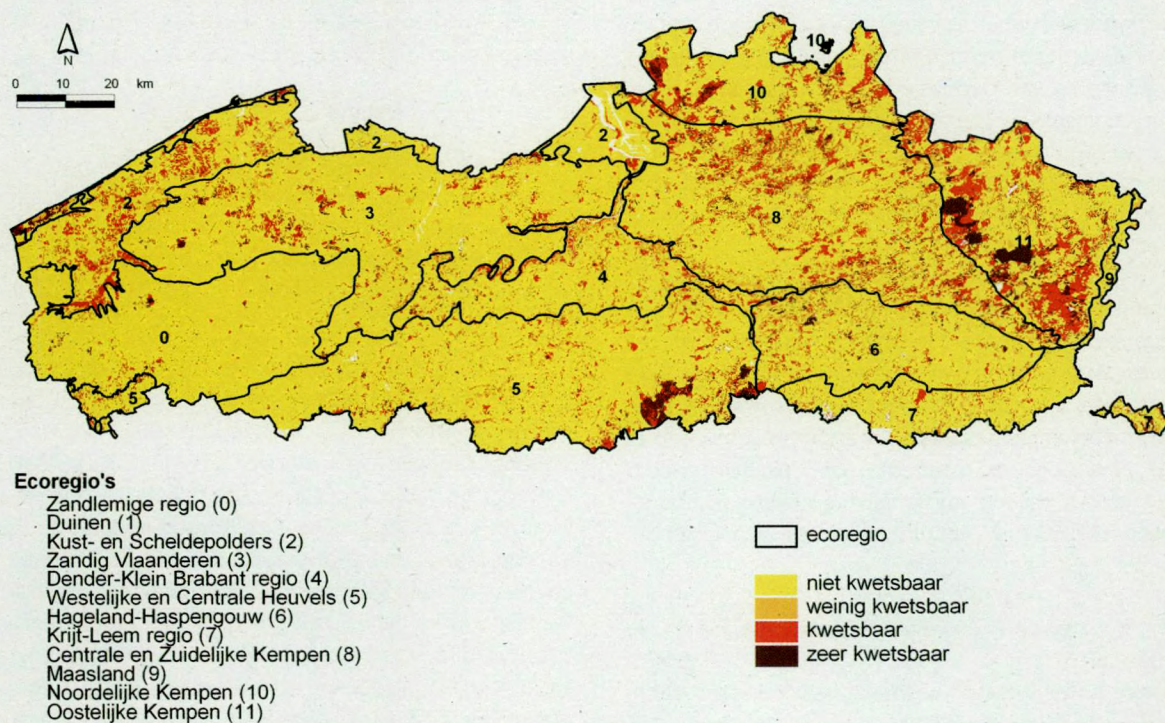 N
0 10 20 km
10
10
2
2
2
3
8
11
9
4
1
0
6
5
5
7
7
Ecoregio's
Zandlemige regio (0)
Duinen (1)
Kust- en Scheldepolders (2)
Zandig Vlaanderen (3)
Dender-Klein Brabant regio (4)
Westelijke en Centrale Heuvels (5)
Hageland-Haspengouw (6)
Krijt-Leem regio (7)
Centrale en Zuidelijke Kempen (8)
Maasland (9)
Noordelijke Kempen (10)
Oostelijke Kempen (11)
ecoregio
niet kwetsbaar
weinig kwetsbaar
kwetsbaar
zeer kwetsbaar